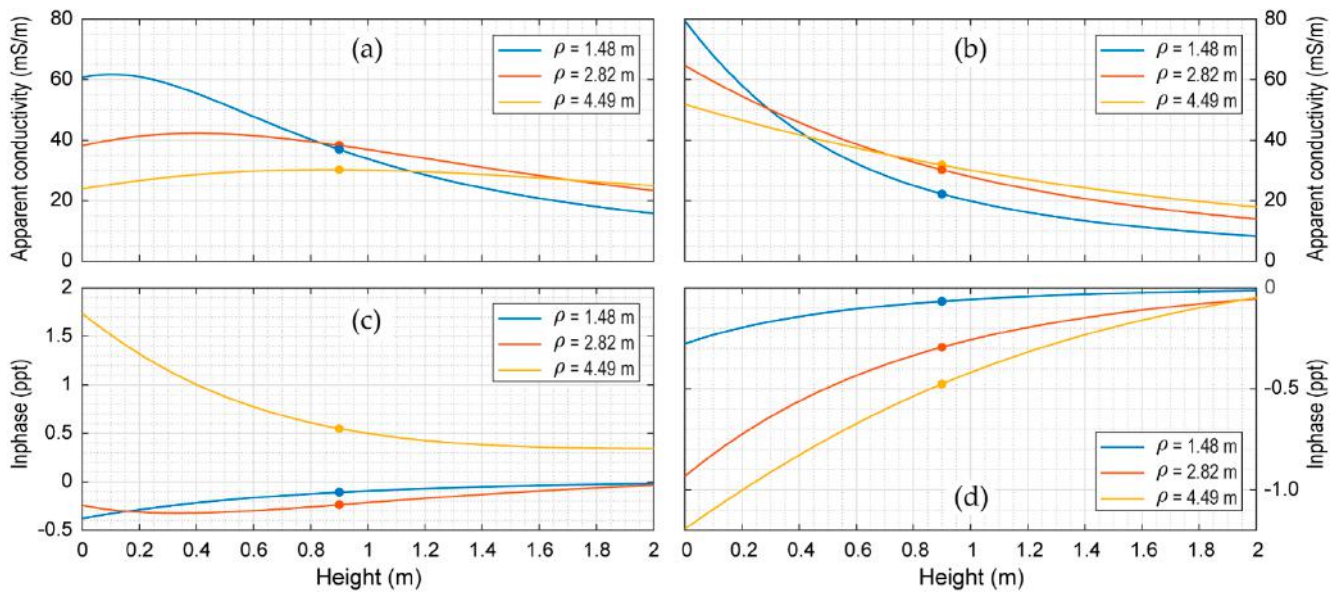 80
60
40
20
0
Apparent conductivity (mS/m)
(a)
ρ = 1.48 m
ρ = 2.82 m
ρ = 4.49 m
(b)
ρ = 1.48 m
ρ = 2.82 m
ρ = 4.49 m
80
60
40
20
0
Apparent conductivity (mS/m)
2
1.5
1
0.5
0
-0.5
Inphase (ppt)
(c)
ρ = 1.48 m
ρ = 2.82 m
ρ = 4.49 m
0 0.2 0.4 0.6 0.8 1 1.2 1.4 1.6 1.8 2
Height (m)
0
-0.5
-1.0
Inphase (ppt)
ρ = 1.48 m
ρ = 2.82 m
ρ = 4.49 m
(d)
0 0.2 0.4 0.6 0.8 1 1.2 1.4 1.6 1.8 2
Height (m)